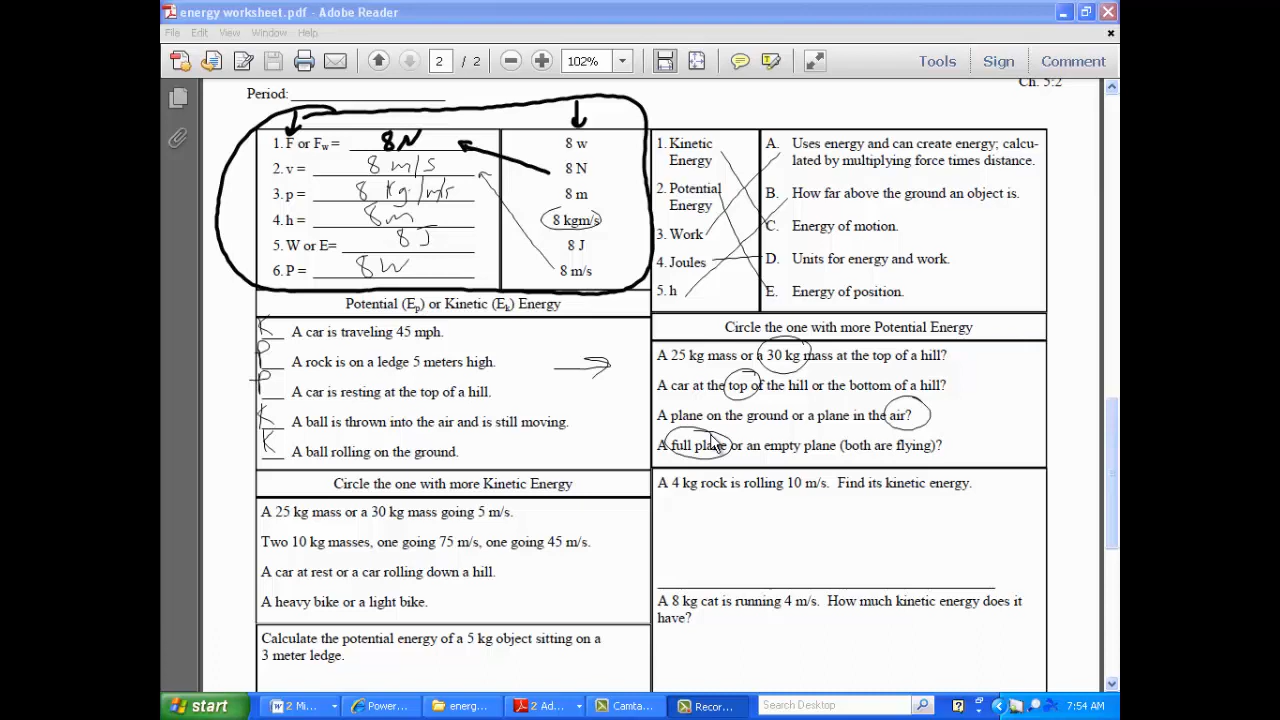 energy worksheet.pdf - Adobe Reader
File Edit View Window Help
2 / 2 102% Tools Sign Comment
Ch. 5:2
Period:
1. F or Fw = 8 N
2. v = 8 m/s
3. p = 8 kg/m/s
4. h = 8m
5. W or E= 8 J
6. P = 8 W
8 w
8 N
8 m
8 kgm/s
8 J
8 m/s
1. Kinetic
Energy
2. Potential
Energy
3. Work
4. Joules
5. h
A. Uses energy and can create energy; calcu-
lated by multiplying force times distance.
B. How far above the ground an object is.
C. Energy of motion.
D. Units for energy and work.
E. Energy of position.
Potential (Ep) or Kinetic (Ek) Energy
K A car is traveling 45 mph.
P A rock is on a ledge 5 meters high.
P A car is resting at the top of a hill.
K A ball is thrown into the air and is still moving.
K A ball rolling on the ground.
Circle the one with more Potential Energy
A 25 kg mass or a 30 kg mass at the top of a hill?
A car at the top of the hill or the bottom of a hill?
A plane on the ground or a plane in the air?
A full plane or an empty plane (both are flying)?
Circle the one with more Kinetic Energy
A 25 kg mass or a 30 kg mass going 5 m/s.
Two 10 kg masses, one going 75 m/s, one going 45 m/s.
A car at rest or a car rolling down a hill.
A heavy bike or a light bike.
A 4 kg rock is rolling 10 m/s. Find its kinetic energy.
A 8 kg cat is running 4 m/s. How much kinetic energy does it
have?
Calculate the potential energy of a 5 kg object sitting on a
3 meter ledge.
start 2 Mi... Power... energ... 2 Ad... Camta... Recor... Search Desktop 7:54 AM